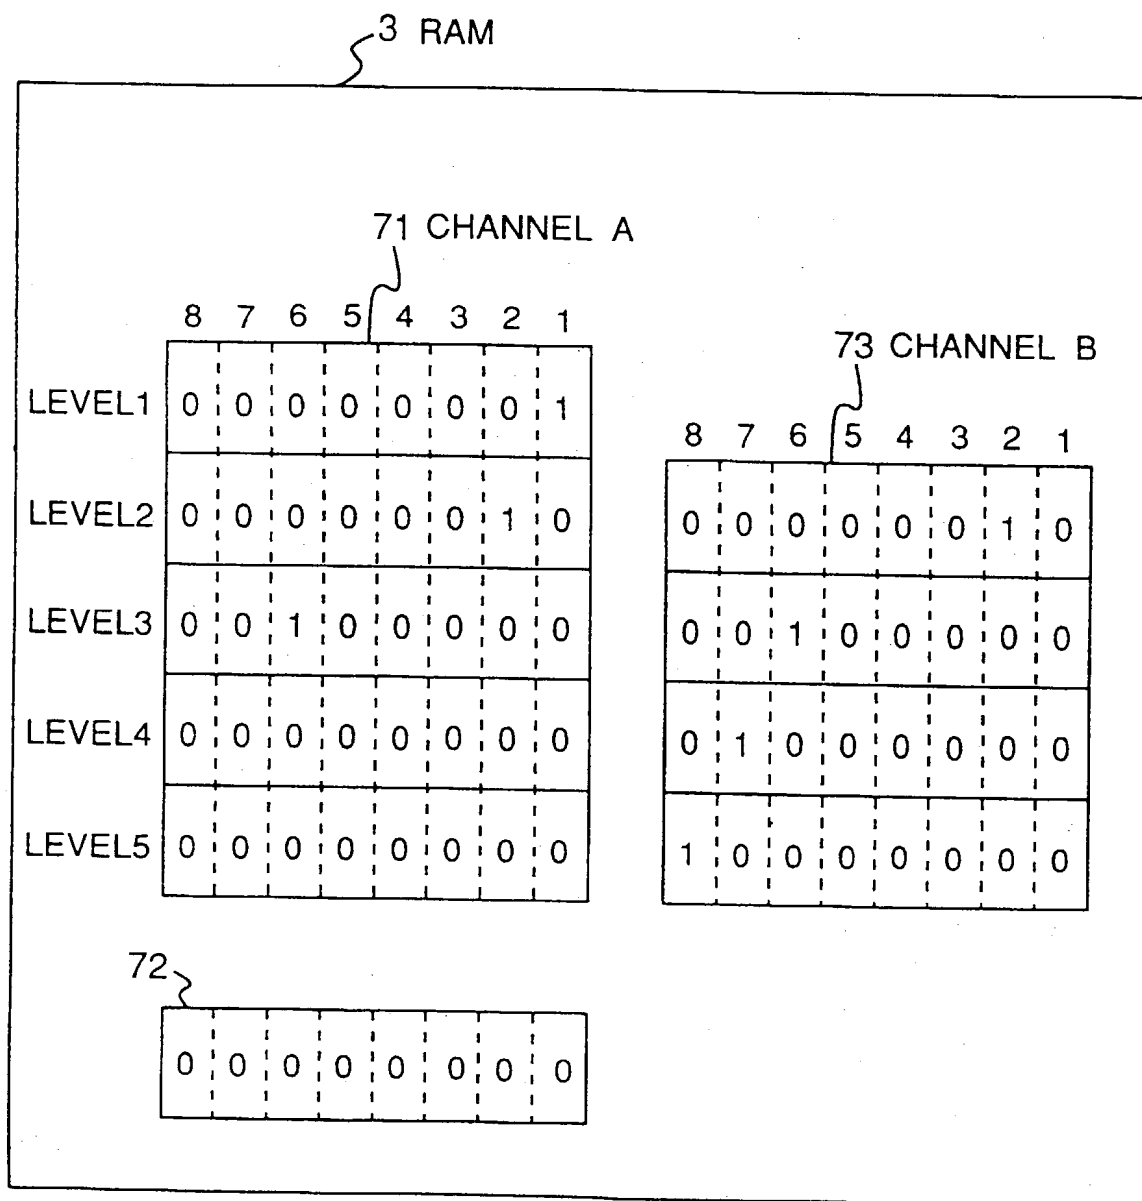 3 RAM
71 CHANNEL A
8 7 6 5 4 3 2 1
73 CHANNEL B
LEVEL1 0 0 0 0 0 0 0 1
8 7 6 5 4 3 2 1
LEVEL2 0 0 0 0 0 0 1 0
0 0 0 0 0 0 1 0
LEVEL3 0 0 1 0 0 0 0 0
0 0 1 0 0 0 0 0
LEVEL4 0 0 0 0 0 0 0 0
0 1 0 0 0 0 0 0
LEVEL5 0 0 0 0 0 0 0 0
1 0 0 0 0 0 0 0
72
0 0 0 0 0 0 0 0